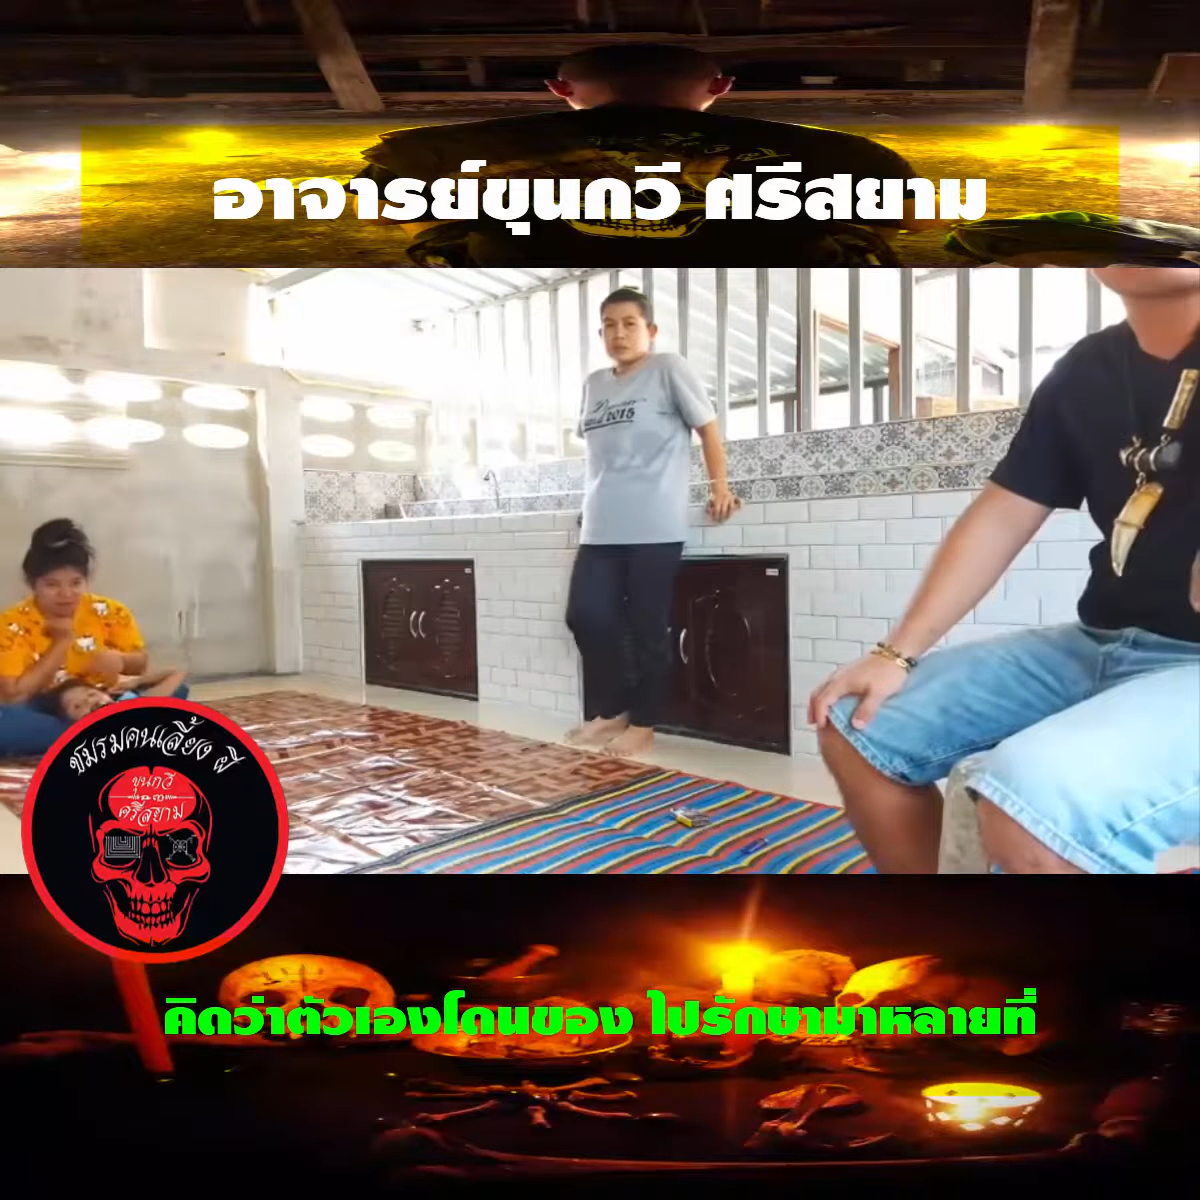 อาจารย์ขุนกวี ศรีสยาม
2015
ชมรมคนเลี้ยง ผี
ขุนกวี
ศรีสยาม
คิดว่าตัวเองโดนของ ไปรักษามาหลายที่